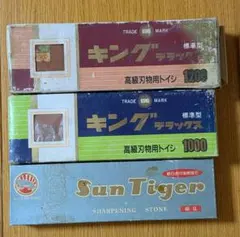 TRADE MARK
キング 標準型
デラックス
高級刃物用トイシ 1200
TRADE MARK
キング 標準型
デラックス
高級刃物用トイシ 1000
Sun Tiger
SHARPENING STONE